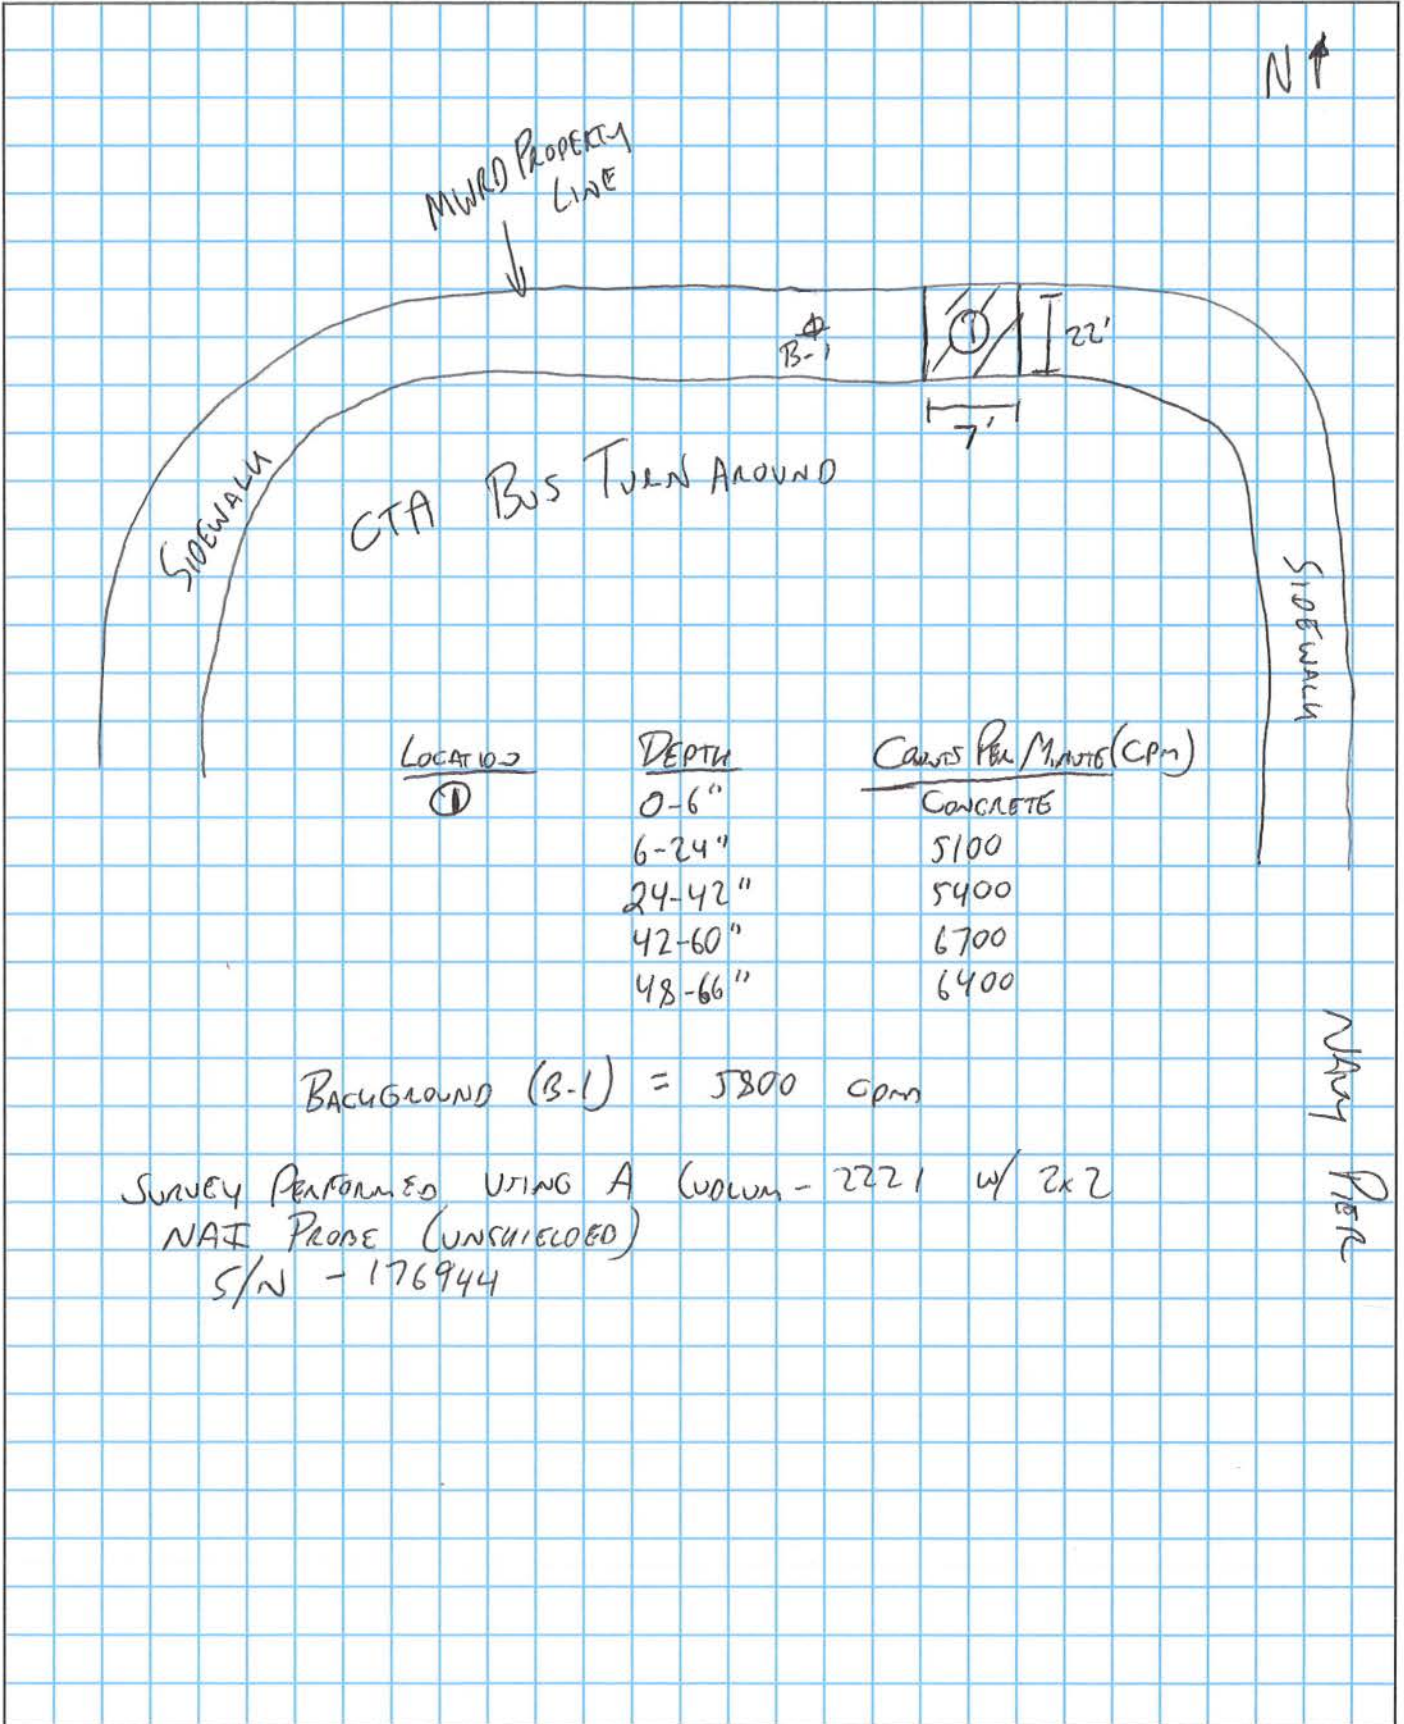 N
MWRD PROPERTY
LINE
B-1
1
22'
7'
CTA BUS TURN AROUND
SIDEWALK
SIDEWALK
LOCATION DEPTH COUNTS PER MINUTE (CPM)
1 0-6" CONCRETE
6-24" 5100
24-42" 5400
42-60" 6700
48-66" 6400
NAVY PIER
BACKGROUND (B-1) = 5800 cpm
SURVEY PERFORMED USING A LUDLUM - 2221 w/ 2x2
NAI PROBE (UNSHIELDED)
S/N - 176944